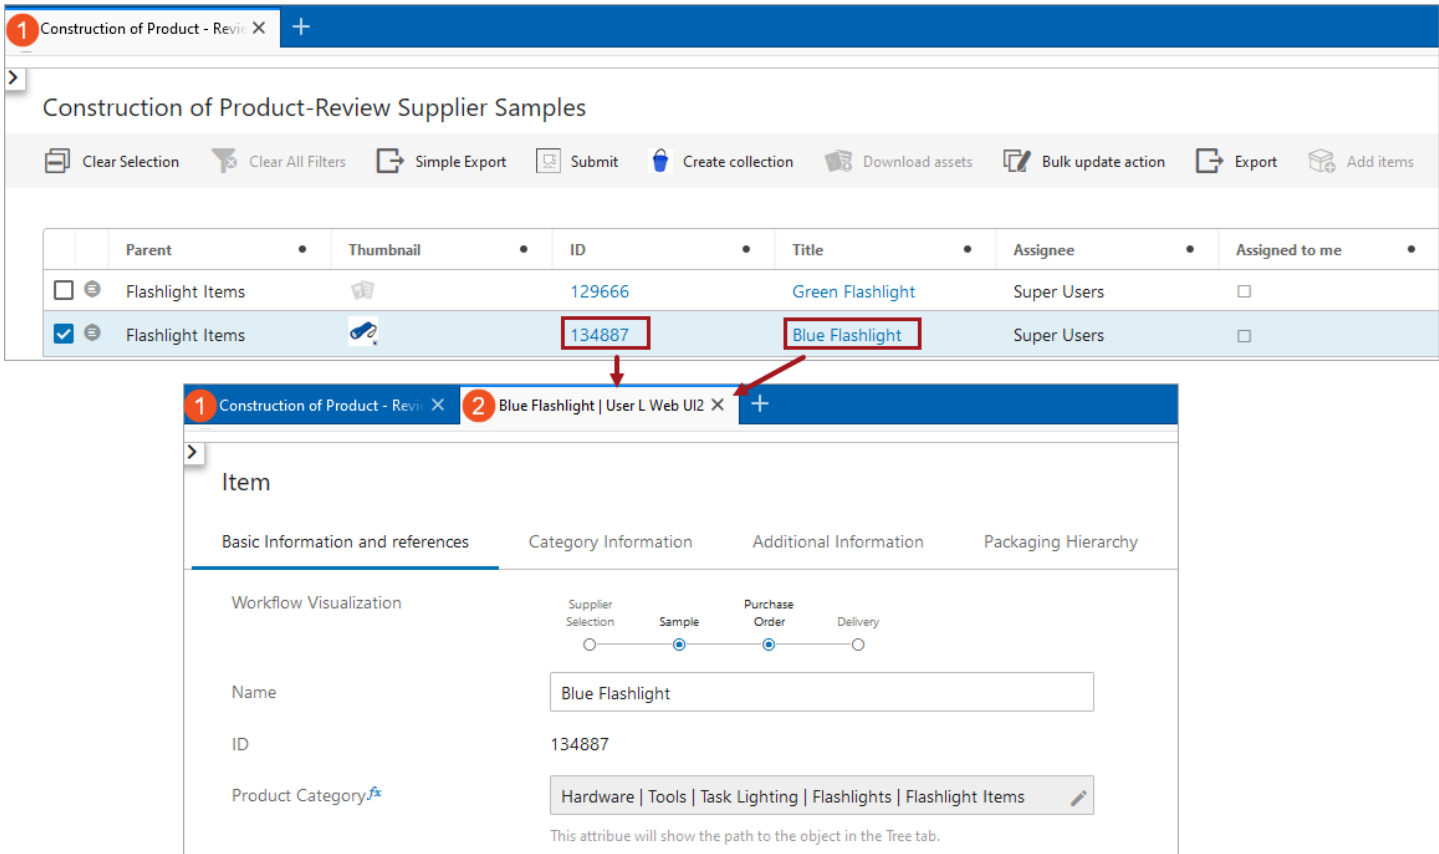 1 Construction of Product - Revie
Construction of Product-Review Supplier Samples
Clear Selection Clear All Filters Simple Export Submit Create collection Download assets Bulk update action Export Add items
Parent Thumbnail ID Title Assignee Assigned to me
Flashlight Items 129666 Green Flashlight Super Users
Flashlight Items 134887 Blue Flashlight Super Users
1 Construction of Product - Revie 2 Blue Flashlight | User L Web UI2
Item
Basic Information and references Category Information Additional Information Packaging Hierarchy
Workflow Visualization
Supplier Selection Sample Purchase Order Delivery
Name Blue Flashlight
ID 134887
Product Category fx Hardware | Tools | Task Lighting | Flashlights | Flashlight Items
This attribue will show the path to the object in the Tree tab.